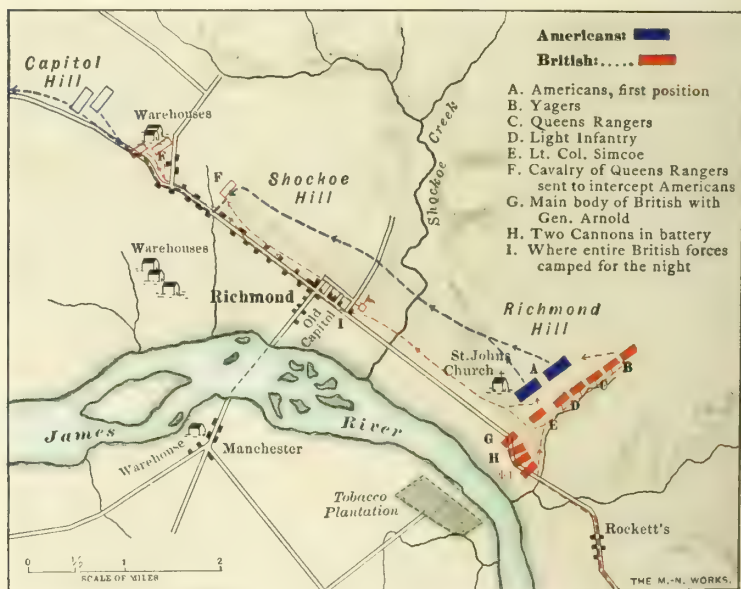 Americans:
British:.....
A. Americans, first position
B. Yagers
C. Queens Rangers
D. Light Infantry
E. Lt. Col. Simcoe
F. Cavalry of Queens Rangers
sent to intercept Americans
G. Main body of British with
Gen. Arnold
H. Two Cannons in battery
I. Where entire British forces
camped for the night
Capitol
Hill
Warehouses
F
F
Shockoe
Hill
Shockoe Creek
Warehouses
Richmond
Old
Capitol
I
Richmond
Hill
St. Johns
Church
A
B
C
D
E
G
H
James River
Warehouse
Manchester
Tobacco
Plantation
Rockett's
0 1/2 1 2
SCALE OF MILES
THE M.-N. WORKS.